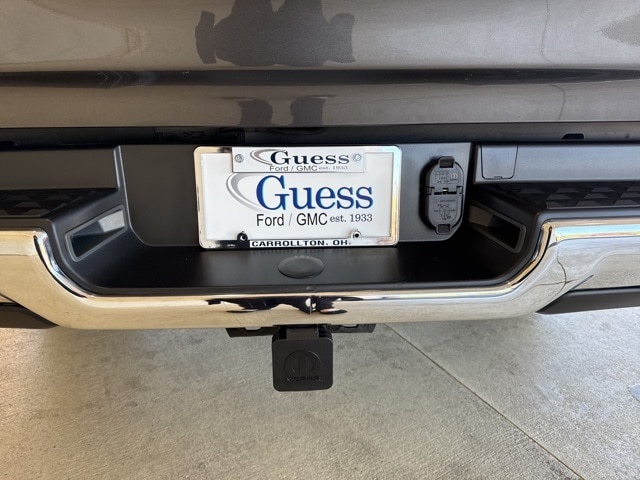 Guess
Ford / GMC est. 1933
Guess
Ford / GMC est. 1933
CARROLLTON, OH.